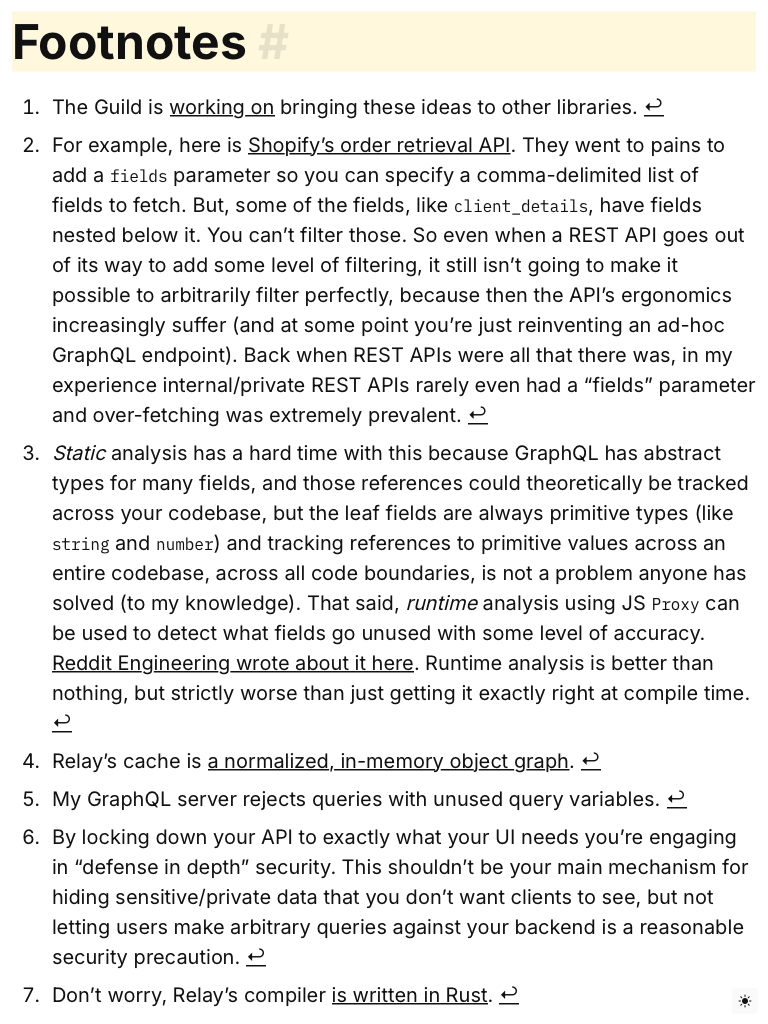 Footnotes #
1. The Guild is working on bringing these ideas to other libraries. ↩
2. For example, here is Shopify’s order retrieval API. They went to pains to
add a fields parameter so you can specify a comma-delimited list of
fields to fetch. But, some of the fields, like client_details, have fields
nested below it. You can’t filter those. So even when a REST API goes out
of its way to add some level of filtering, it still isn’t going to make it
possible to arbitrarily filter perfectly, because then the API’s ergonomics
increasingly suffer (and at some point you’re just reinventing an ad-hoc
GraphQL endpoint). Back when REST APIs were all that there was, in my
experience internal/private REST APIs rarely even had a “fields” parameter
and over-fetching was extremely prevalent. ↩
3. Static analysis has a hard time with this because GraphQL has abstract
types for many fields, and those references could theoretically be tracked
across your codebase, but the leaf fields are always primitive types (like
string and number) and tracking references to primitive values across an
entire codebase, across all code boundaries, is not a problem anyone has
solved (to my knowledge). That said, runtime analysis using JS Proxy can
be used to detect what fields go unused with some level of accuracy.
Reddit Engineering wrote about it here. Runtime analysis is better than
nothing, but strictly worse than just getting it exactly right at compile time.
↩
4. Relay’s cache is a normalized, in-memory object graph. ↩
5. My GraphQL server rejects queries with unused query variables. ↩
6. By locking down your API to exactly what your UI needs you’re engaging
in “defense in depth” security. This shouldn’t be your main mechanism for
hiding sensitive/private data that you don’t want clients to see, but not
letting users make arbitrary queries against your backend is a reasonable
security precaution. ↩
7. Don’t worry, Relay’s compiler is written in Rust. ↩